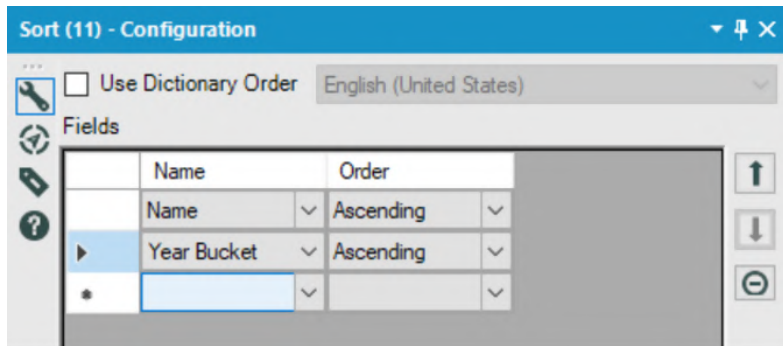 Sort (11) - Configuration
Use Dictionary Order English (United States)
Fields
Name Order
Name Ascending
Year Bucket Ascending